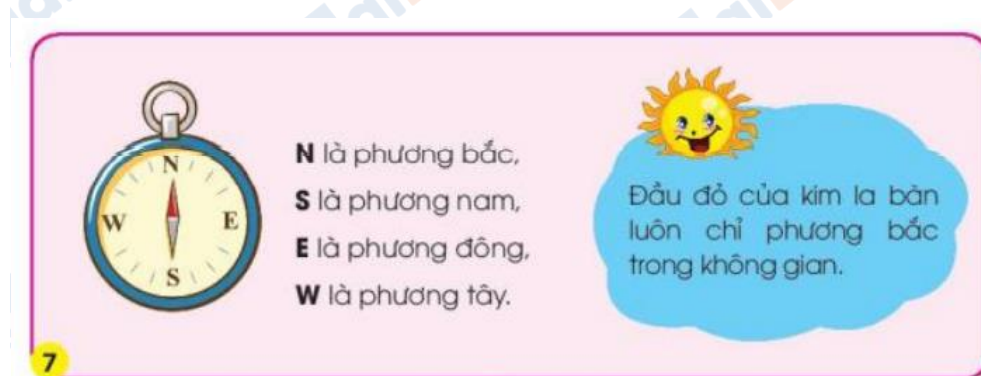 N
W
E
S
N là phương bắc,
S là phương nam,
E là phương đông,
W là phương tây.
Đầu đỏ của kim la bàn
luôn chỉ phương bắc
trong không gian.
7